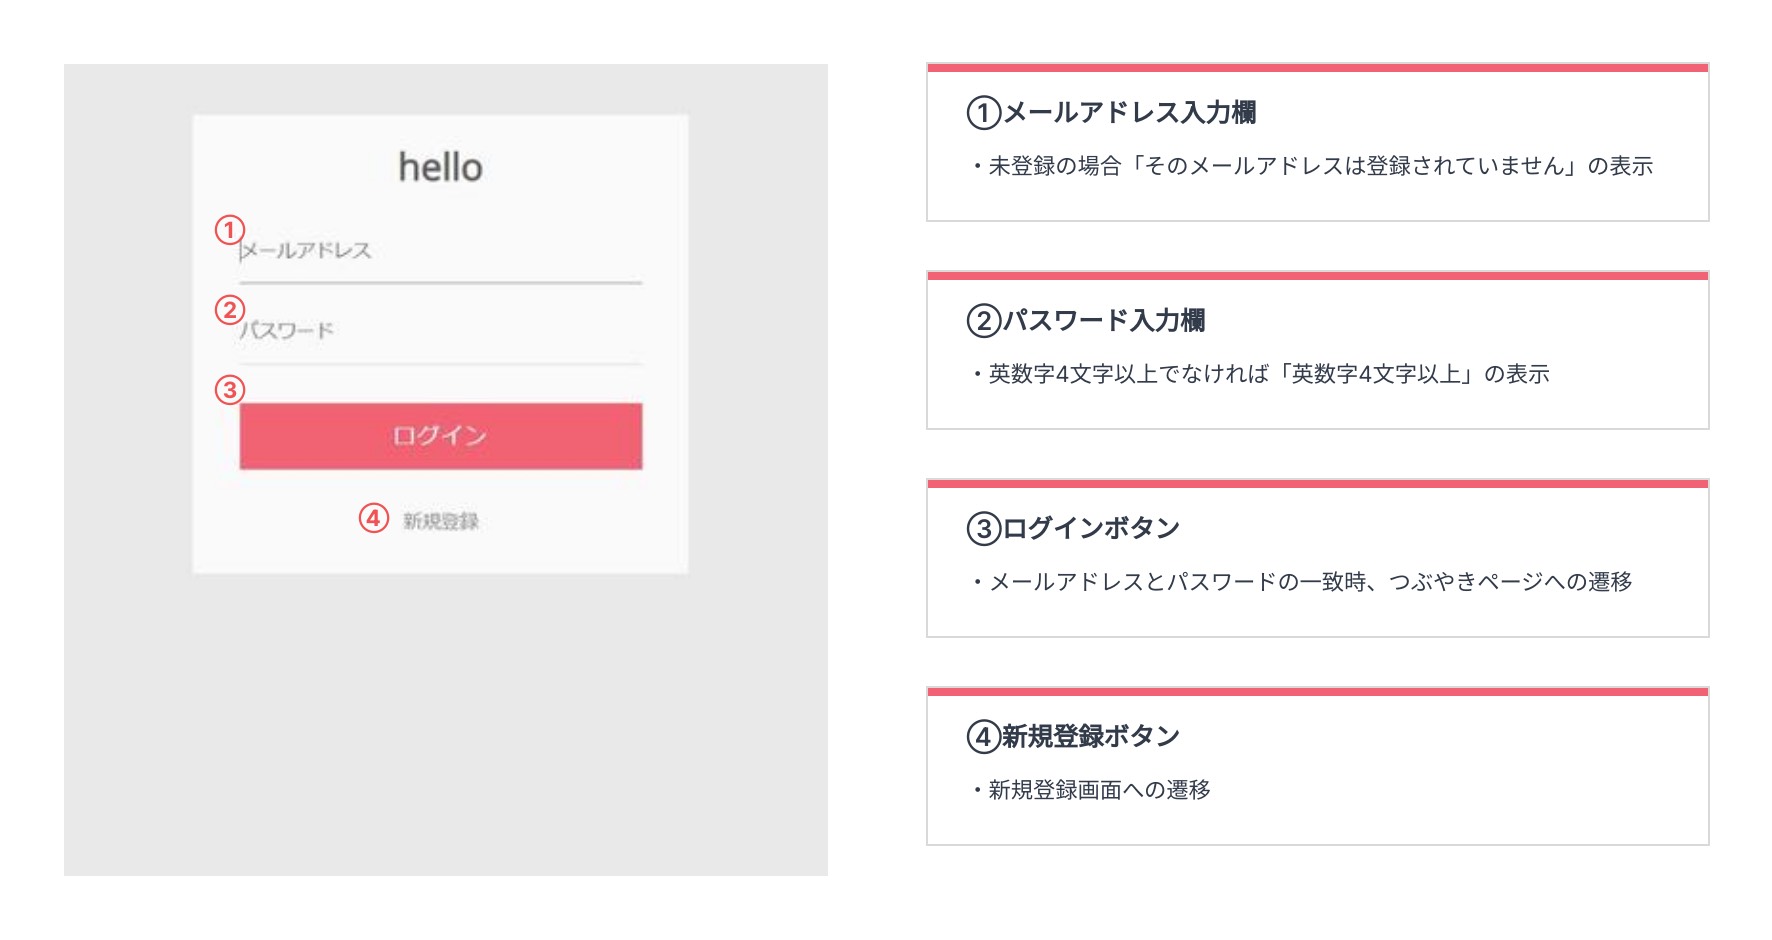 hello
①
メールアドレス
②
パスワード
③
ログイン
④ 新規登録
①メールアドレス入力欄
・未登録の場合「そのメールアドレスは登録されていません」の表示
②パスワード入力欄
・英数字4文字以上でなければ「英数字4文字以上」の表示
③ログインボタン
・メールアドレスとパスワードの一致時、つぶやきページへの遷移
④新規登録ボタン
・新規登録画面への遷移